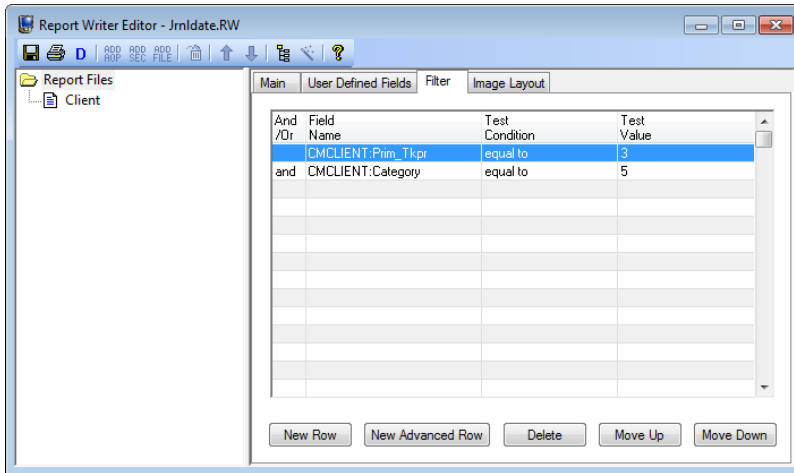 Report Writer Editor - Jrnldate.RW
D ADD AOP ADD SEC ADD FILE ?
Report Files
Client
Main User Defined Fields Filter Image Layout
And Field Test Test
/Or Name Condition Value
CMCLIENT:Prim_Tkpr equal to 3
and CMCLIENT:Category equal to 5
New Row New Advanced Row Delete Move Up Move Down